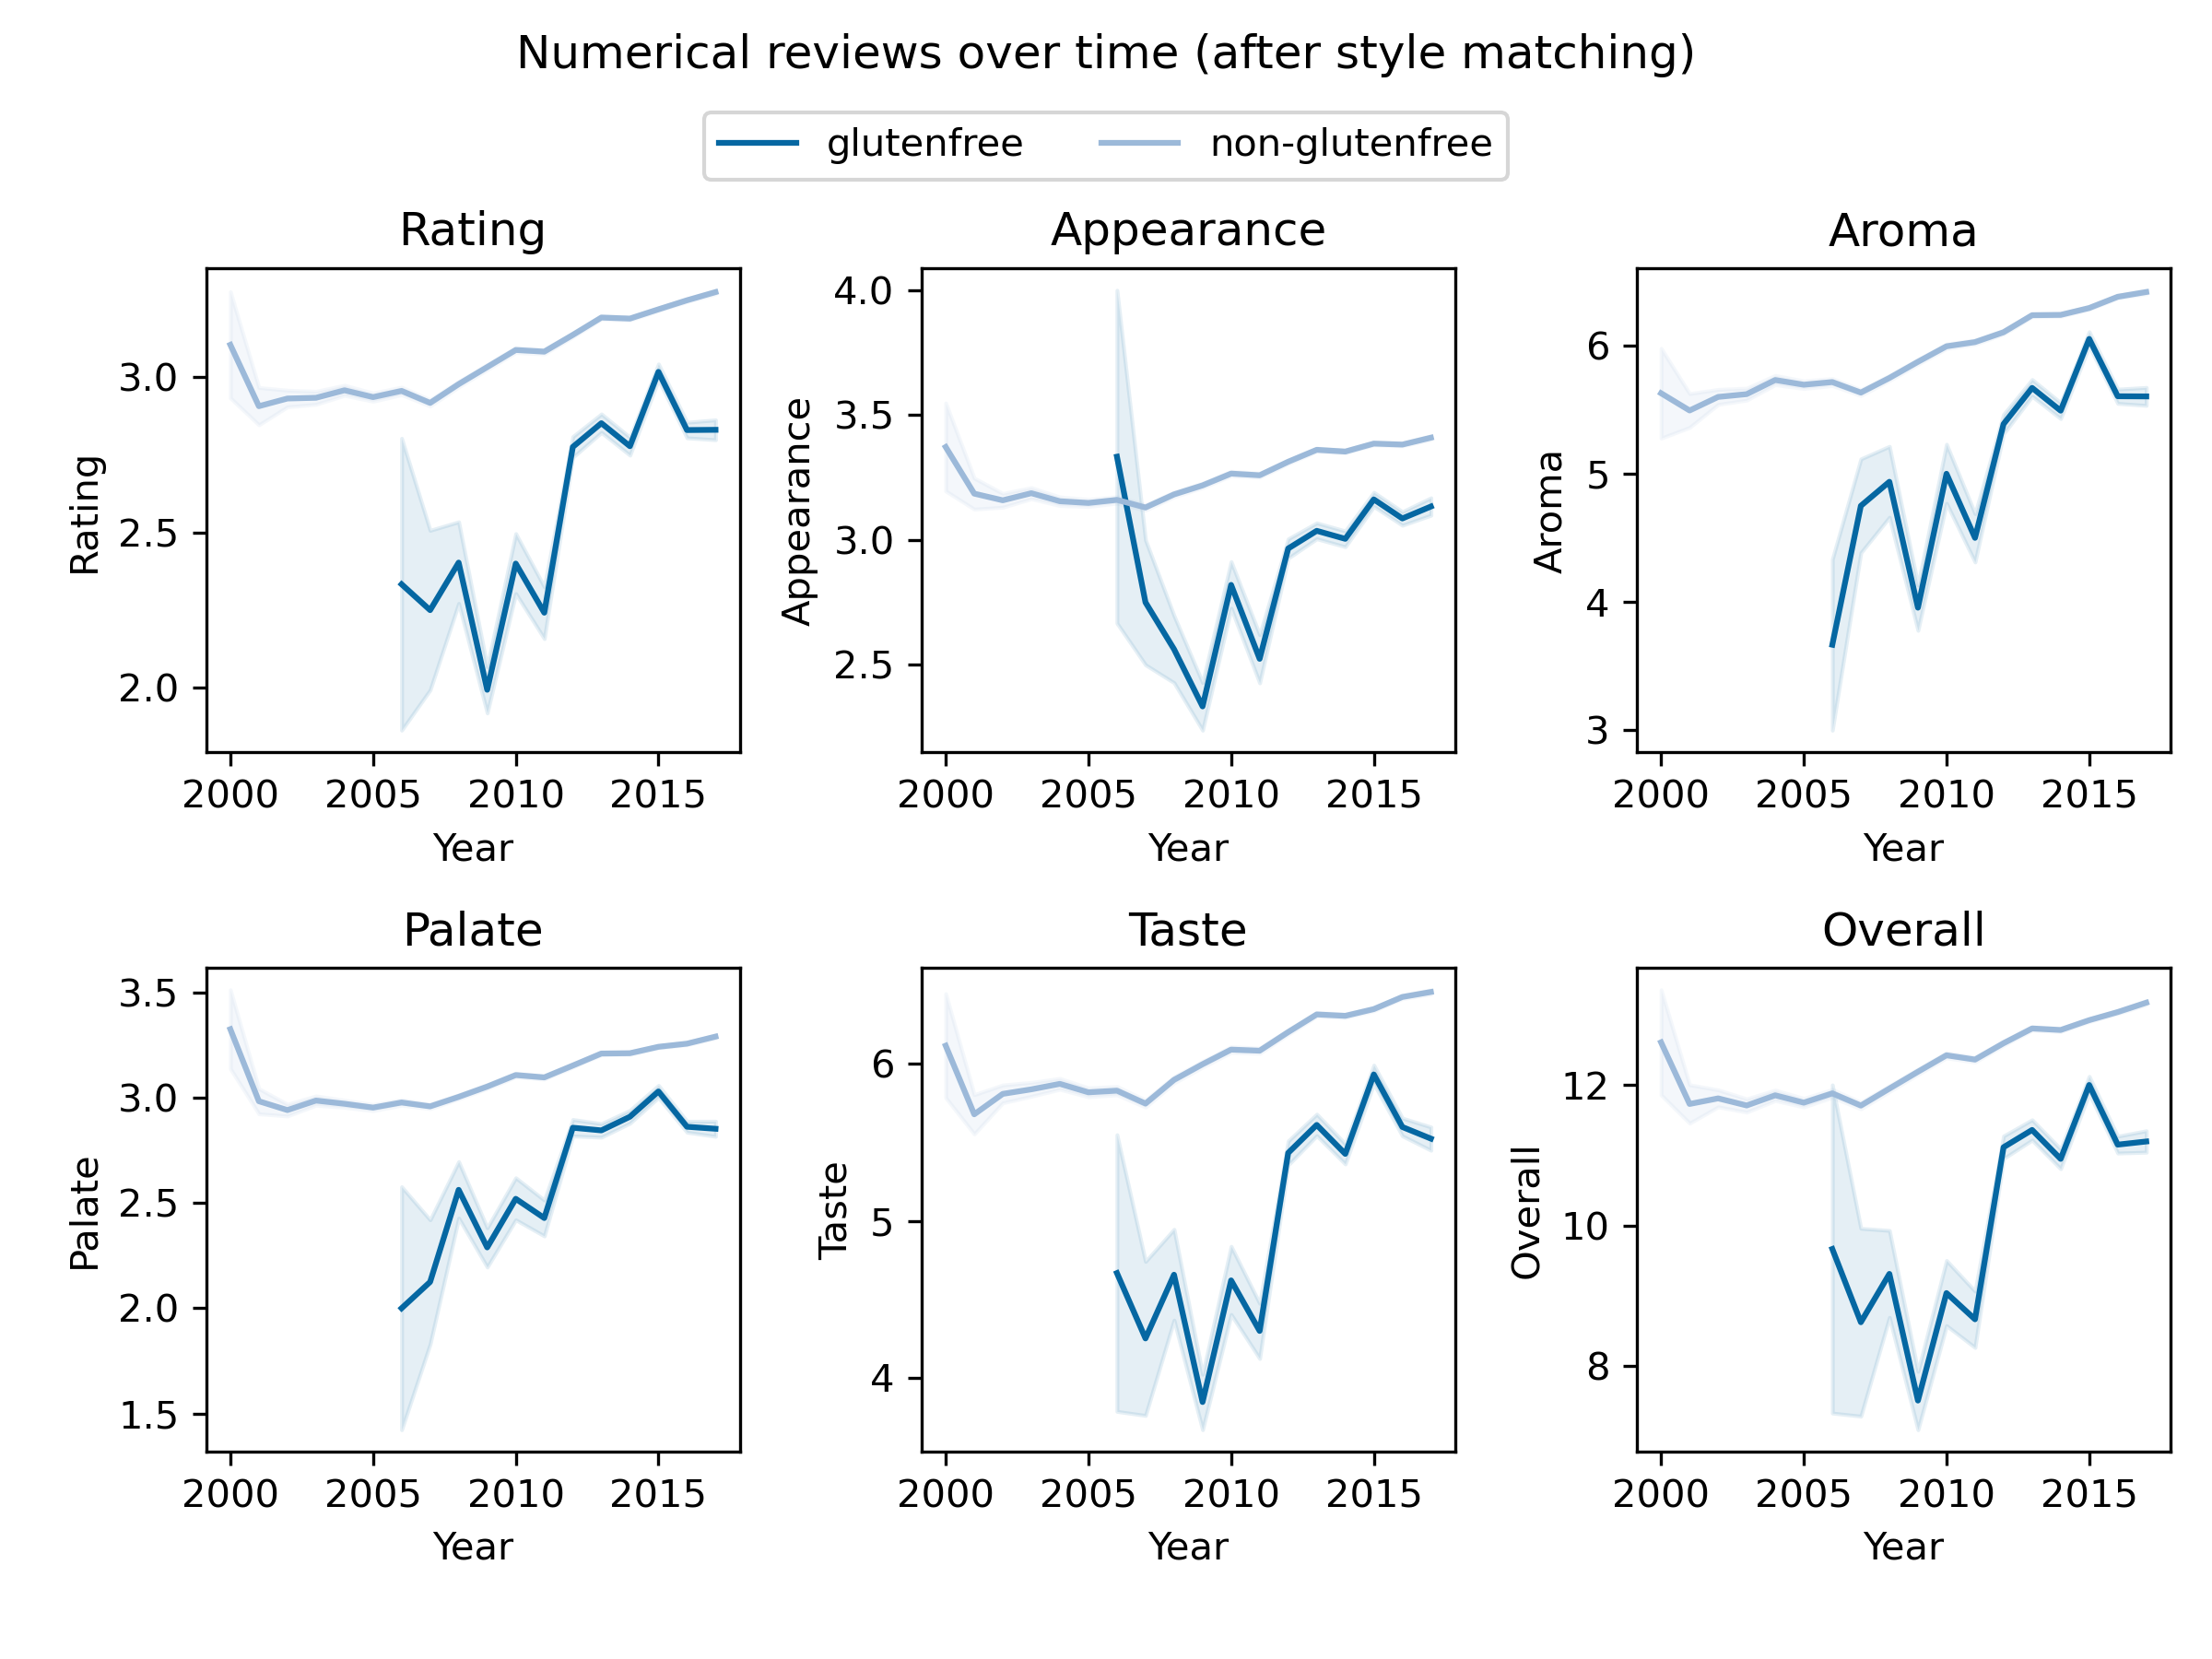 Numerical reviews over time (after style matching)
glutenfree non-glutenfree
Rating
Rating
3.0
2.5
2.0
2000 2005 2010 2015
Year
Appearance
Appearance
4.0
3.5
3.0
2.5
2000 2005 2010 2015
Year
Aroma
Aroma
6
5
4
3
2000 2005 2010 2015
Year
Palate
Palate
3.5
3.0
2.5
2.0
1.5
2000 2005 2010 2015
Year
Taste
Taste
6
5
4
2000 2005 2010 2015
Year
Overall
Overall
12
10
8
2000 2005 2010 2015
Year